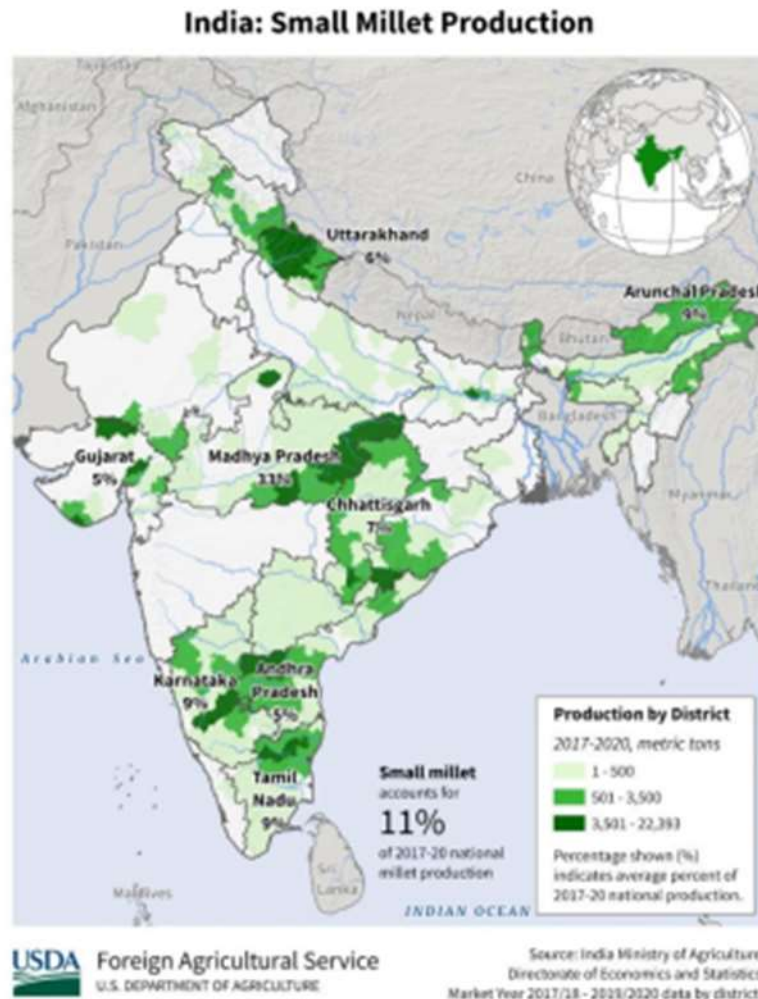 India: Small Millet Production
Tajikistan
Afghanistan
China
Pakistan
Uttarakhand
6%
Arunchal Pradesh
9%
Nepal
Bhutan
Bangladesh
Gujarat
5%
Madhya Pradesh
Chhattisgarh
7%
Myanmar
Thailand
Arabian Sea
Karnataka
9%
Andhra
Pradesh
5%
Tamil
Nadu
9%
Small millet
accounts for
11%
of 2017-20 national
millet production
Production by District
2017-2020, metric tons
1 - 500
501 - 3,500
3,501 - 22,393
Percentage shown (%)
indicates average percent of
2017-20 national production.
Sri
Lanka
Maldives
INDIAN OCEAN
USDA
Foreign Agricultural Service
U.S. DEPARTMENT OF AGRICULTURE
Source: India Ministry of Agriculture
Directorate of Economics and Statistics
Market Year 2017/18 - 2019/2020 data by district